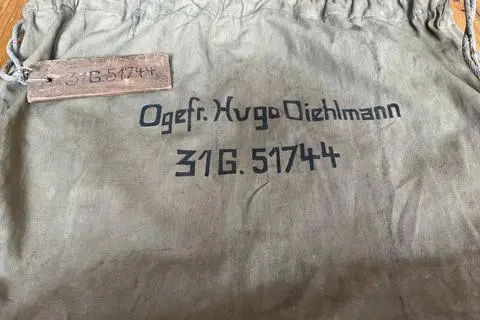 31G.51744
Ogefr. Hugo Diehlmann
31G. 51744